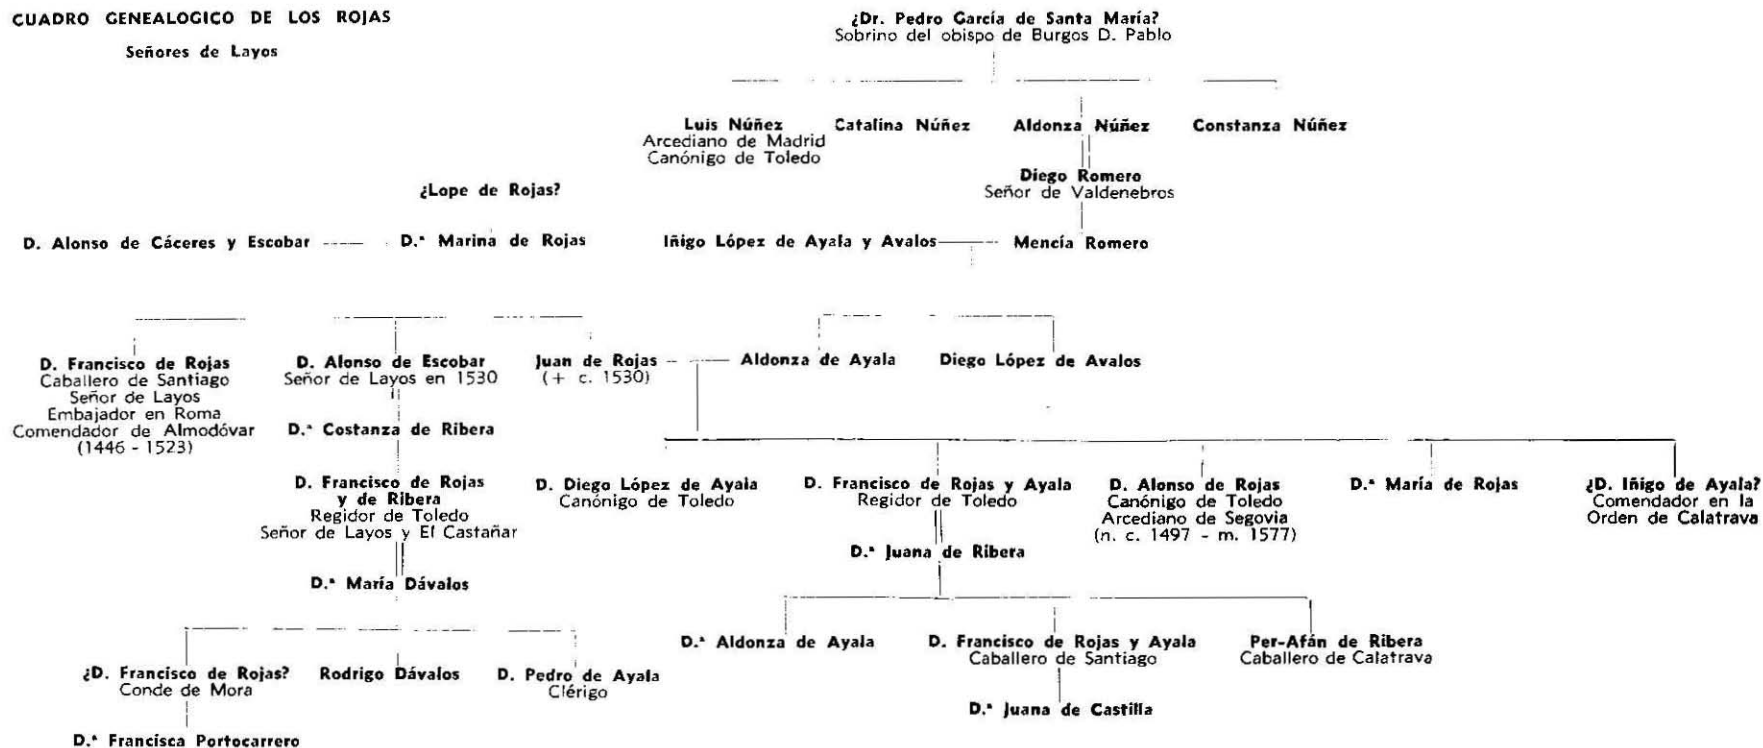 CUADRO GENEALOGICO DE LOS ROJAS
Señores de Layos
¿Dr. Pedro García de Santa María?
Sobrino del obispo de Burgos D. Pablo
Luis Núñez
Arcediano de Madrid
Canónigo de Toledo
Catalina Núñez
Aldonza Núñez
Constanza Núñez
Diego Romero
Señor de Valdenebros
¿Lope de Rojas?
D. Alonso de Cáceres y Escobar
D.ª Marina de Rojas
Iñigo López de Ayala y Avalos
Mencía Romero
D. Francisco de Rojas
Caballero de Santiago
Señor de Layos
Embajador en Roma
Comendador de Almodóvar
(1446 - 1523)
D. Alonso de Escobar
Señor de Layos en 1530
Juan de Rojas
(+ c. 1530)
Aldonza de Ayala
Diego López de Avalos
D.ª Costanza de Ribera
D. Francisco de Rojas
y de Ribera
Regidor de Toledo
Señor de Layos y El Castañar
D. Diego López de Ayala
Canónigo de Toledo
D. Francisco de Rojas y Ayala
Regidor de Toledo
D. Alonso de Rojas
Canónigo de Toledo
Arcediano de Segovia
(n. c. 1497 - m. 1577)
D.ª María de Rojas
¿D. Iñigo de Ayala?
Comendador en la
Orden de Calatrava
D.ª Juana de Ribera
D.ª María Dávalos
D.ª Aldonza de Ayala
D. Francisco de Rojas y Ayala
Caballero de Santiago
Per-Afán de Ribera
Caballero de Calatrava
¿D. Francisco de Rojas?
Conde de Mora
Rodrigo Dávalos
D. Pedro de Ayala
Clérigo
D.ª Juana de Castilla
D.ª Francisca Portocarrero